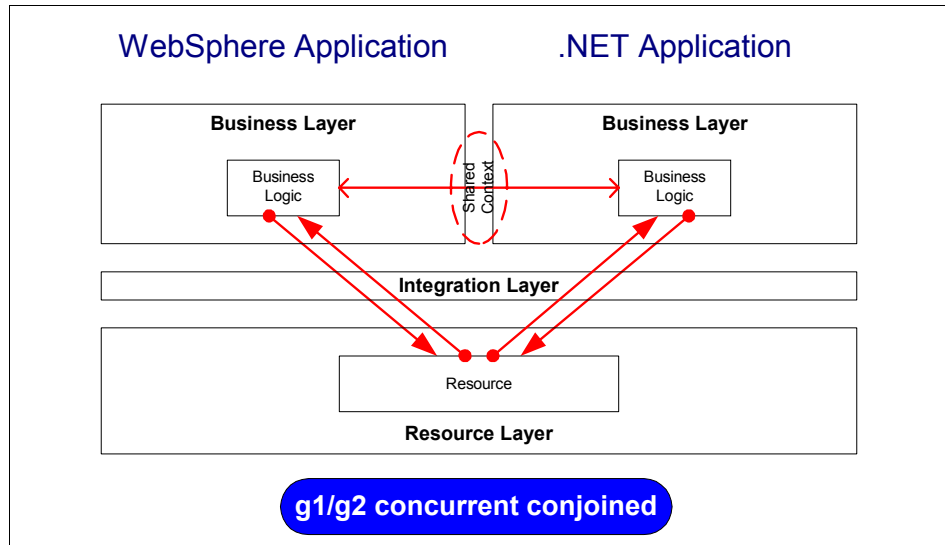 WebSphere Application
.NET Application
Business Layer
Business Layer
Business
Logic
Shared
Context
Business
Logic
Integration Layer
Resource
Resource Layer
g1/g2 concurrent conjoined